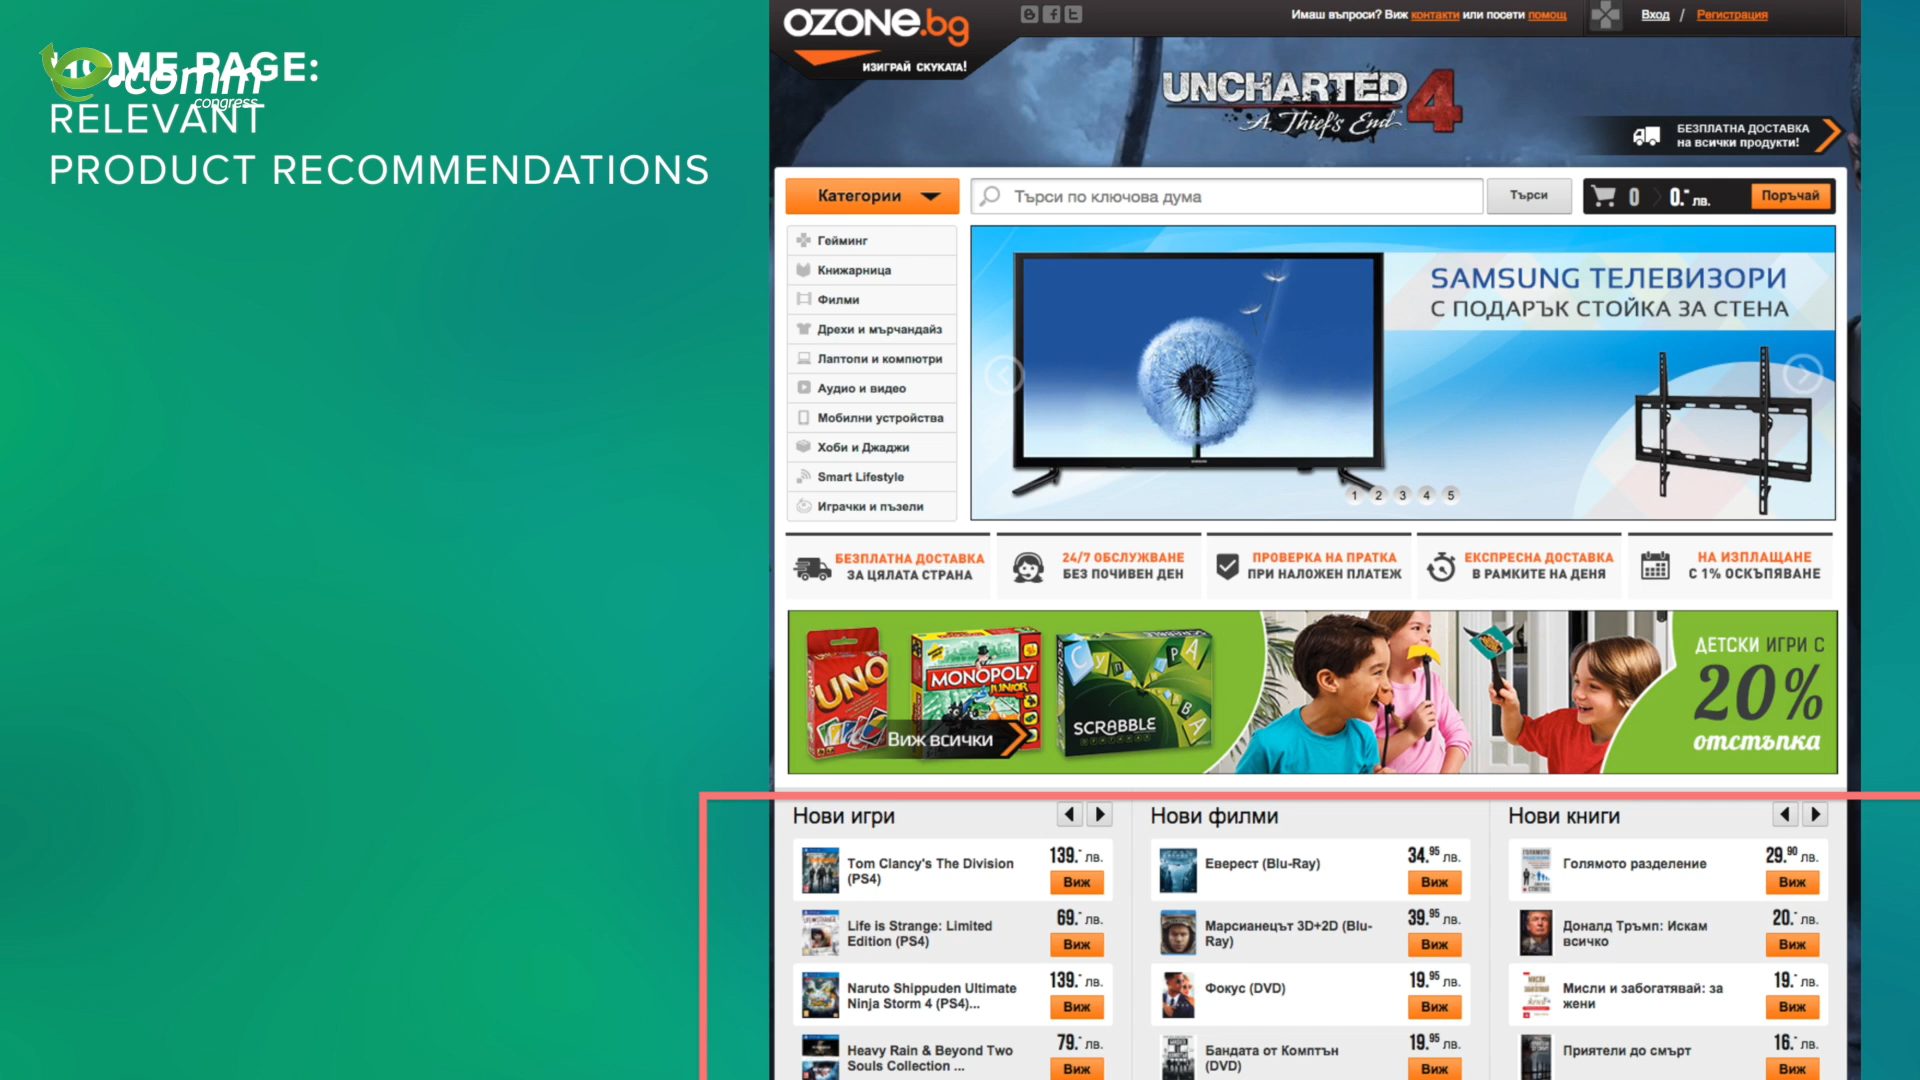 HOME PAGE:
e.comm
congress
RELEVANT
PRODUCT RECOMMENDATIONS
OZONE.bg
ИЗИГРАЙ СКУКАТА!
Имаш въпроси? Виж контакти или посети помощ
Вход / Регистрация
UNCHARTED 4
A Thief's End
БЕЗПЛАТНА ДОСТАВКА
на всички продукти!
Категории
Търси по ключова дума
Търси
0
0.- лв.
Поръчай
Гейминг
Книжарница
Филми
Дрехи и мърчандайз
Лаптопи и компютри
Аудио и видео
Мобилни устройства
Хоби и Джаджи
Smart Lifestyle
Играчки и пъзели
SAMSUNG ТЕЛЕВИЗОРИ
С ПОДАРЪК СТОЙКА ЗА СТЕНА
1 2 3 4 5
БЕЗПЛАТНА ДОСТАВКА
ЗА ЦЯЛАТА СТРАНА
24/7 ОБСЛУЖВАНЕ
БЕЗ ПОЧИВЕН ДЕН
ПРОВЕРКА НА ПРАТКА
ПРИ НАЛОЖЕН ПЛАТЕЖ
ЕКСПРЕСНА ДОСТАВКА
В РАМКИТЕ НА ДЕНЯ
НА ИЗПЛАЩАНЕ
С 1% ОСКЪПЯВАНЕ
UNO
MONOPOLY
JUNIOR
SCRABBLE
Виж всички
ДЕТСКИ ИГРИ С
20%
отстъпка
Нови игри
Tom Clancy's The Division
(PS4)
139.- лв.
Виж
Life is Strange: Limited
Edition (PS4)
69.- лв.
Виж
Naruto Shippuden Ultimate
Ninja Storm 4 (PS4)...
139.- лв.
Виж
Heavy Rain & Beyond Two
Souls Collection ...
79.- лв.
Виж
Нови филми
Еверест (Blu-Ray)
34.95 лв.
Виж
Марсианецът 3D+2D (Blu-
Ray)
39.95 лв.
Виж
Фокус (DVD)
19.95 лв.
Виж
Бандата от Комптън
(DVD)
19.95 лв.
Виж
Нови книги
Голямото разделение
29.90 лв.
Виж
Доналд Тръмп: Искам
всичко
20.- лв.
Виж
Мисли и забогатявай: за
жени
19.- лв.
Виж
Приятели до смърт
16.- лв.
Виж